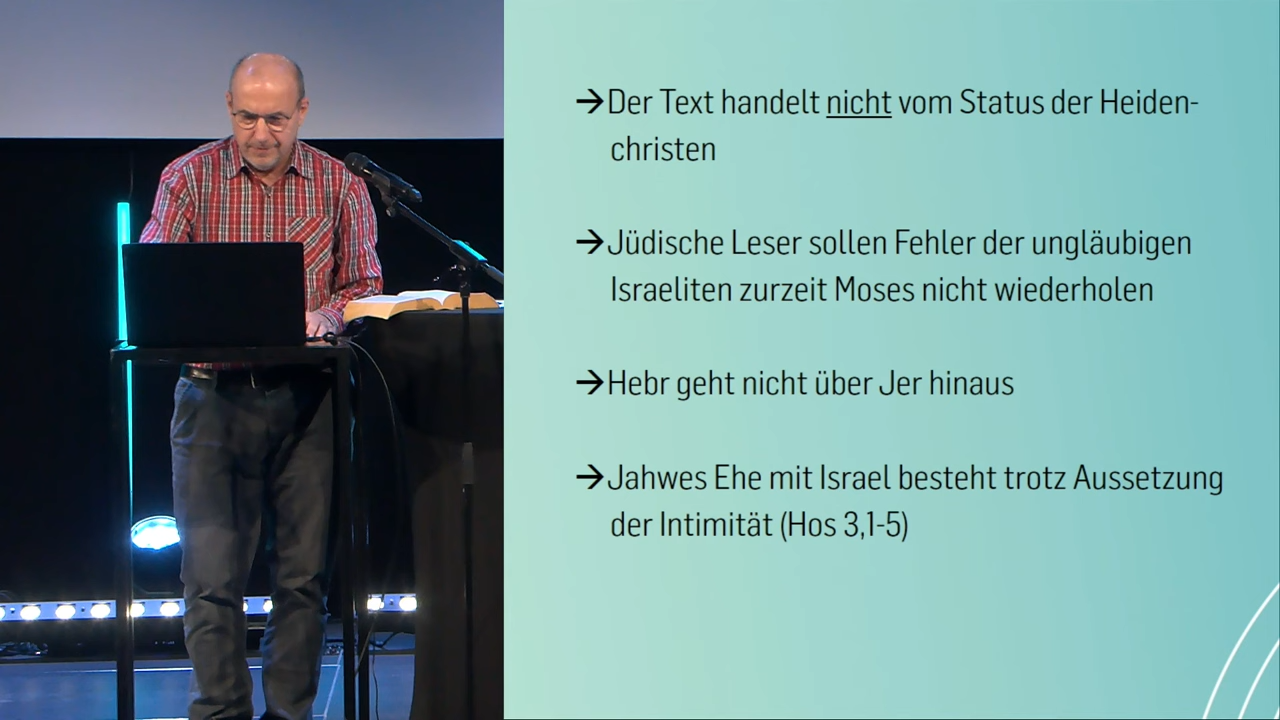 →Der Text handelt nicht vom Status der Heiden-
christen
→Jüdische Leser sollen Fehler der ungläubigen
Israeliten zurzeit Moses nicht wiederholen
→Hebr geht nicht über Jer hinaus
→Jahwes Ehe mit Israel besteht trotz Aussetzung
der Intimität (Hos 3,1-5)